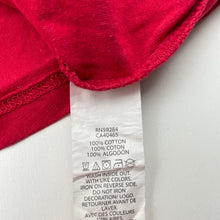 RN59284
CA40465
100% COTTON
100% COTON
100% ALGODÓN
WASH INSIDE OUT
WITH LIKE COLORS.
IRON ON REVERSE SIDE.
DO NOT IRON
DECORATION/ LOGO.
RETOURNER AVANT
DE LAVER
AVEC DES COULEURS